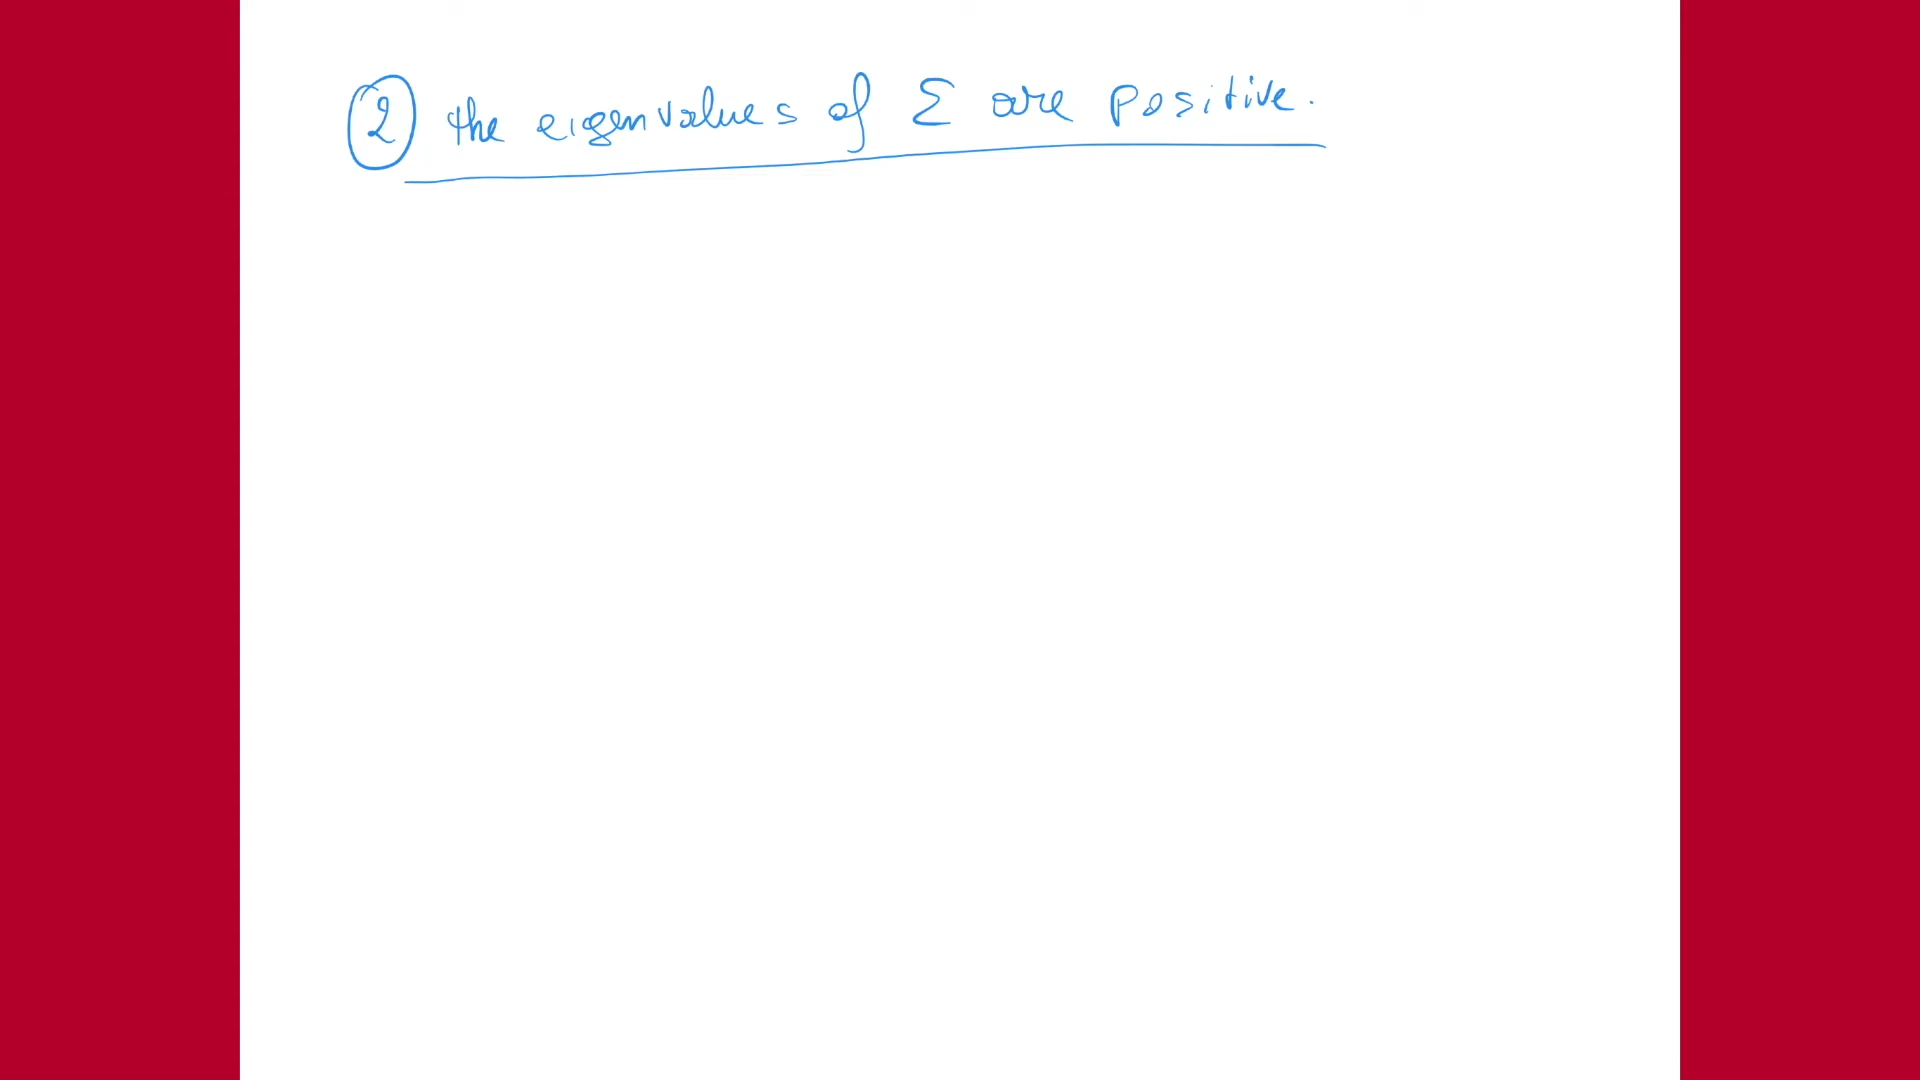 ② the eigenvalues of Σ are positive.